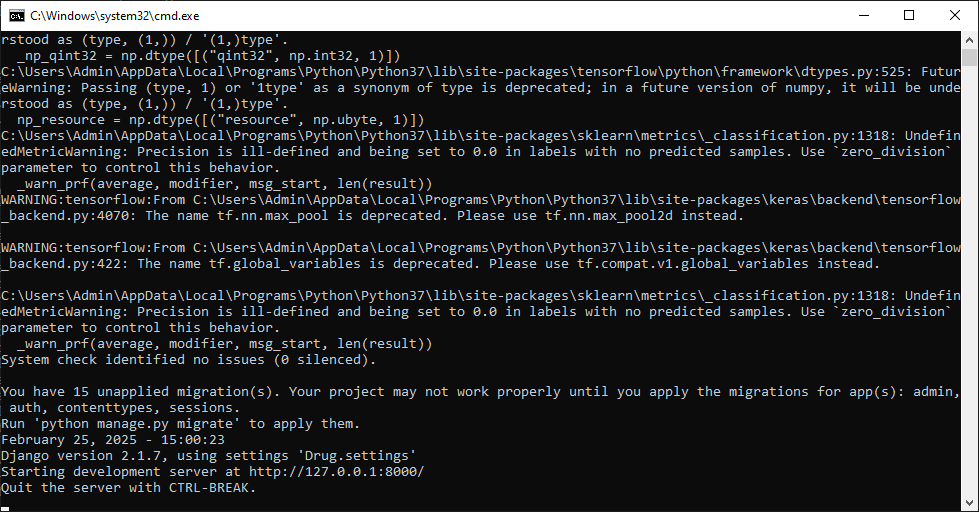 C:\Windows\system32\cmd.exe
rstood as (type, (1,)) / '(1,)type'.
  _np_qint32 = np.dtype([("qint32", np.int32, 1)])
C:\Users\Admin\AppData\Local\Programs\Python\Python37\lib\site-packages\tensorflow\python\framework\dtypes.py:525: Futur
eWarning: Passing (type, 1) or '1type' as a synonym of type is deprecated; in a future version of numpy, it will be unde
rstood as (type, (1,)) / '(1,)type'.
  np_resource = np.dtype([("resource", np.ubyte, 1)])
C:\Users\Admin\AppData\Local\Programs\Python\Python37\lib\site-packages\sklearn\metrics\_classification.py:1318: Undefin
edMetricWarning: Precision is ill-defined and being set to 0.0 in labels with no predicted samples. Use `zero_division`
parameter to control this behavior.
  _warn_prf(average, modifier, msg_start, len(result))
WARNING:tensorflow:From C:\Users\Admin\AppData\Local\Programs\Python\Python37\lib\site-packages\keras\backend\tensorflow
_backend.py:4070: The name tf.nn.max_pool is deprecated. Please use tf.nn.max_pool2d instead.

WARNING:tensorflow:From C:\Users\Admin\AppData\Local\Programs\Python\Python37\lib\site-packages\keras\backend\tensorflow
_backend.py:422: The name tf.global_variables is deprecated. Please use tf.compat.v1.global_variables instead.

C:\Users\Admin\AppData\Local\Programs\Python\Python37\lib\site-packages\sklearn\metrics\_classification.py:1318: Undefin
edMetricWarning: Precision is ill-defined and being set to 0.0 in labels with no predicted samples. Use `zero_division`
parameter to control this behavior.
  _warn_prf(average, modifier, msg_start, len(result))
System check identified no issues (0 silenced).

You have 15 unapplied migration(s). Your project may not work properly until you apply the migrations for app(s): admin,
 auth, contenttypes, sessions.
Run 'python manage.py migrate' to apply them.
February 25, 2025 - 15:00:23
Django version 2.1.7, using settings 'Drug.settings'
Starting development server at http://127.0.0.1:8000/
Quit the server with CTRL-BREAK.